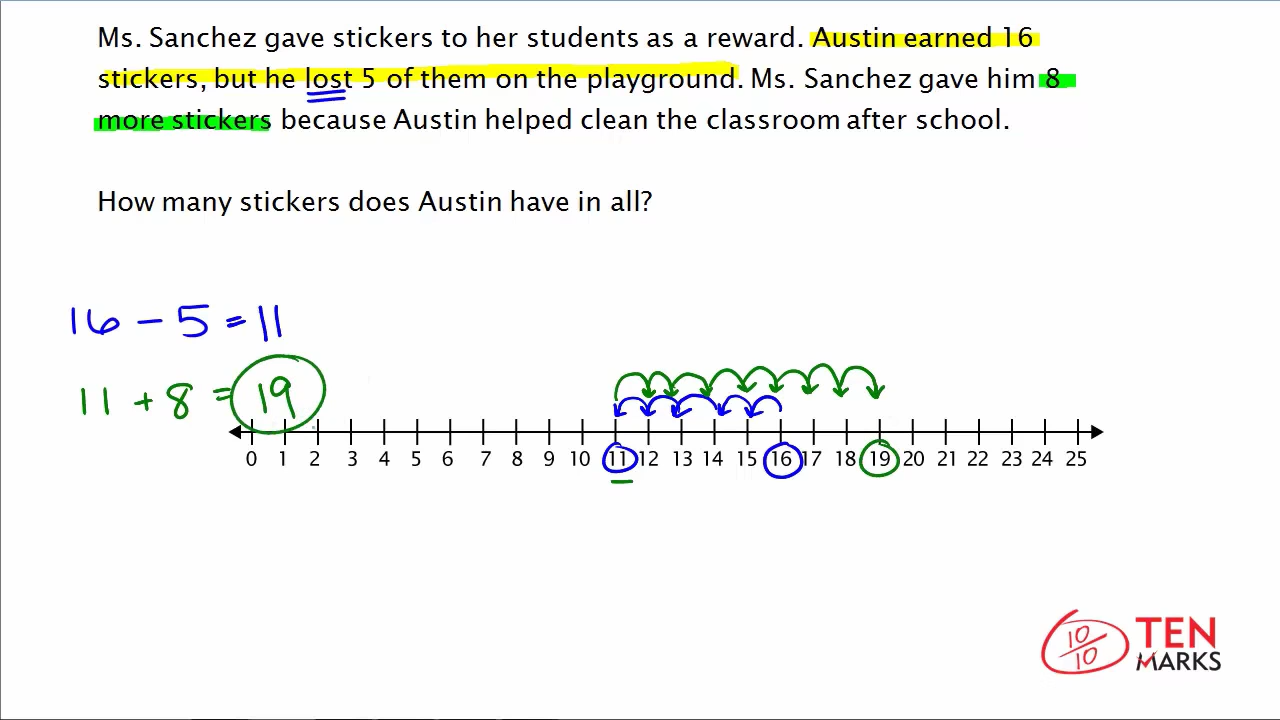 Ms. Sanchez gave stickers to her students as a reward. Austin earned 16
stickers, but he lost 5 of them on the playground. Ms. Sanchez gave him 8
more stickers because Austin helped clean the classroom after school.
How many stickers does Austin have in all?
16 - 5 = 11
11 + 8 = 19
0 1 2 3 4 5 6 7 8 9 10 11 12 13 14 15 16 17 18 19 20 21 22 23 24 25
10/10
TEN
MARKS